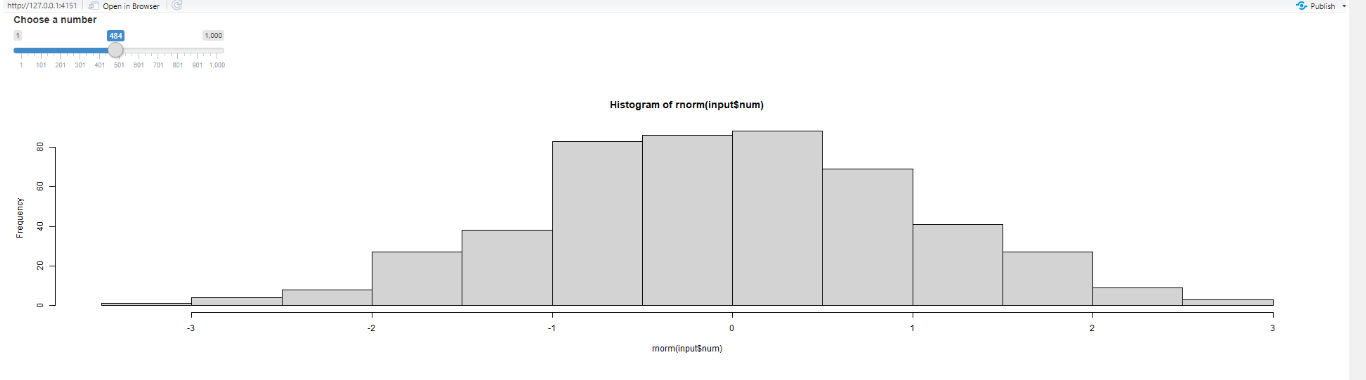 http://127.0.0.1:4151 Open in Browser Publish
Choose a number
1 484 1,000
1 101 201 301 401 501 601 701 801 901 1,000
Histogram of rnorm(input$num)
Frequency
80
60
40
20
0
-3 -2 -1 0 1 2 3
rnorm(input$num)